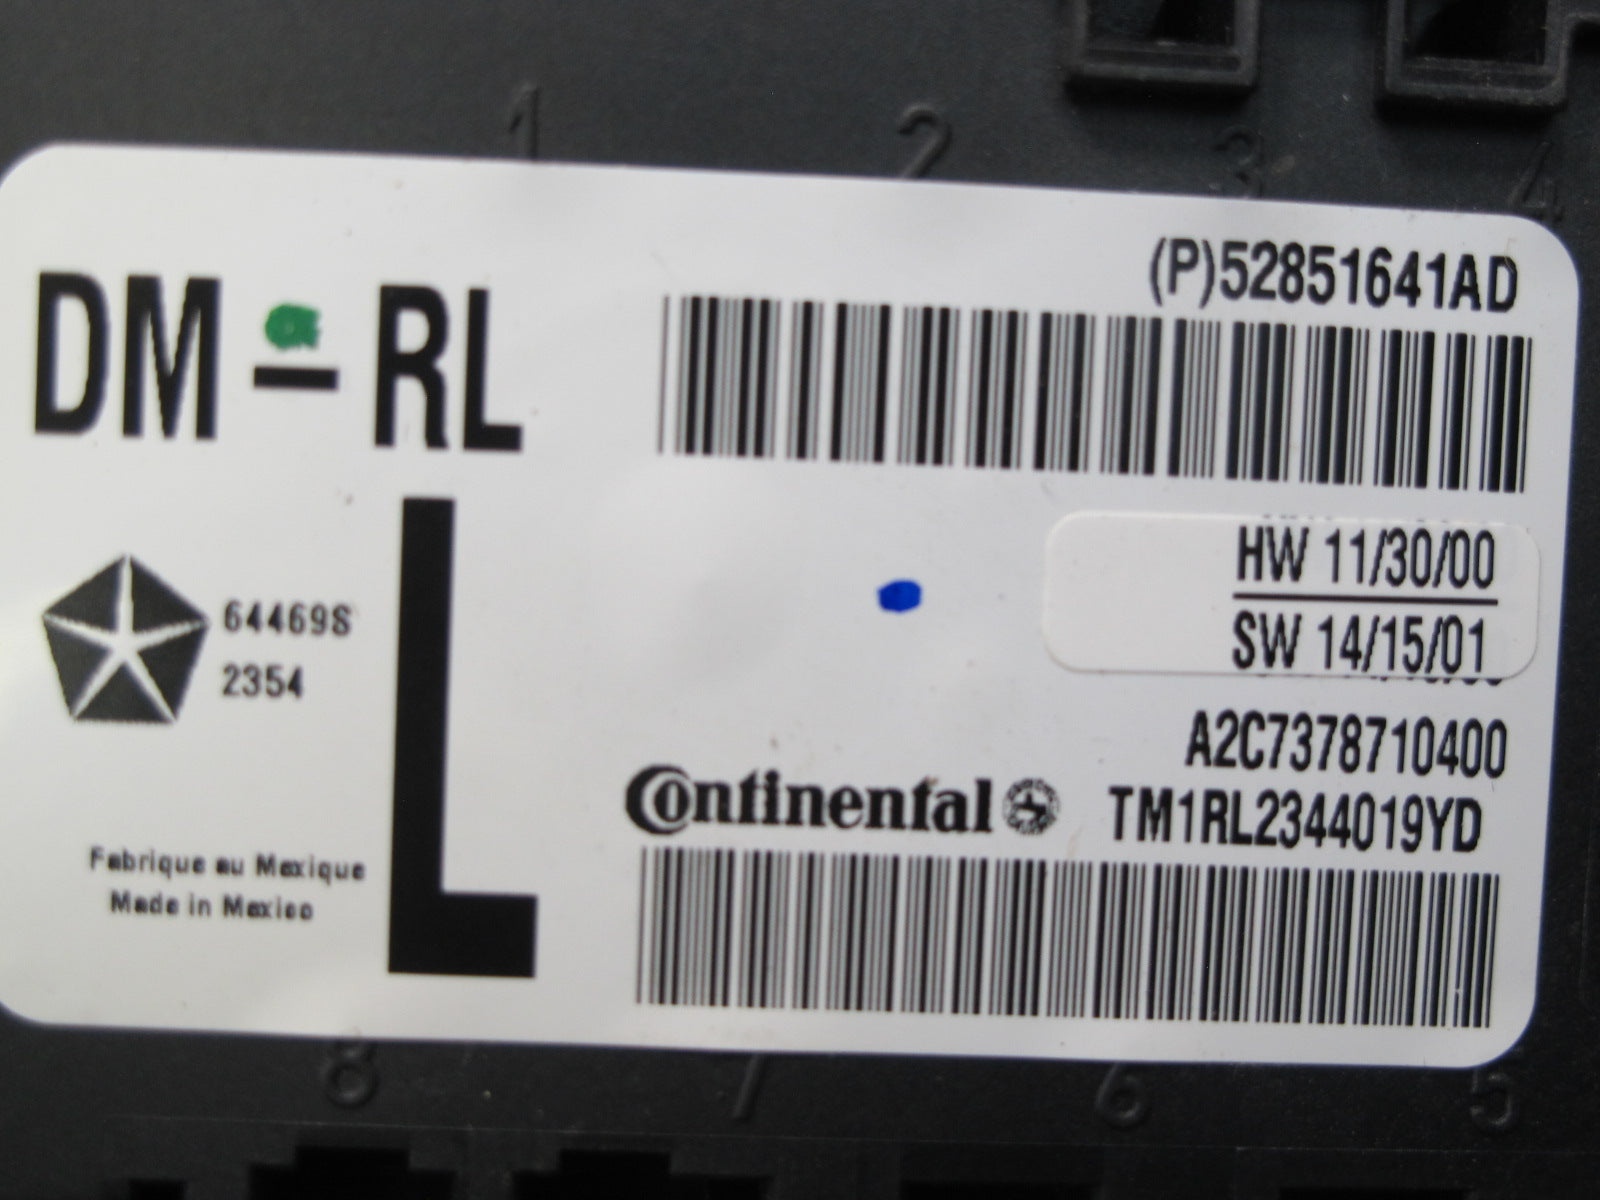 1 2 3 4
DM-RL
(P)52851641AD
HW 11/30/00
SW 14/15/01
64469S
2354
L
A2C7378710400
Continental
TM1RL2344019YD
Fabrique au Mexique
Made in Mexico
8 7 6 5